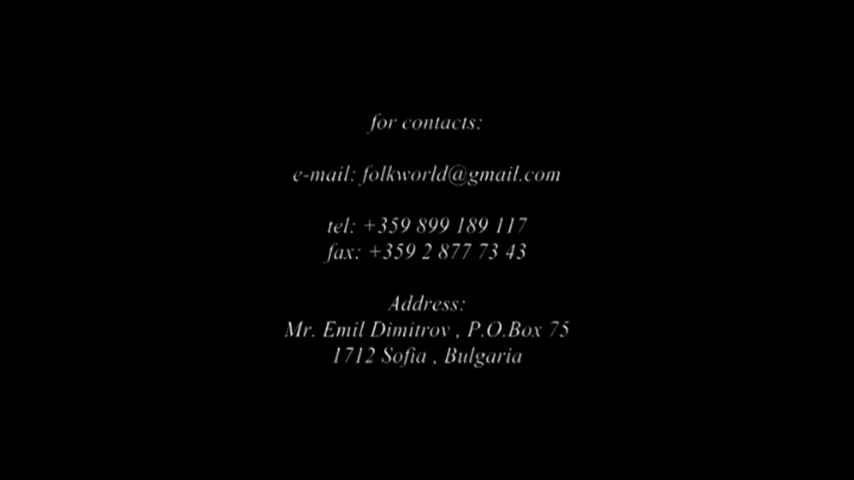 for contacts:
e-mail: folkworld@gmail.com
tel: +359 899 189 117
fax: +359 2 877 73 43
Address:
Mr. Emil Dimitrov , P.O.Box 75
1712 Sofia , Bulgaria